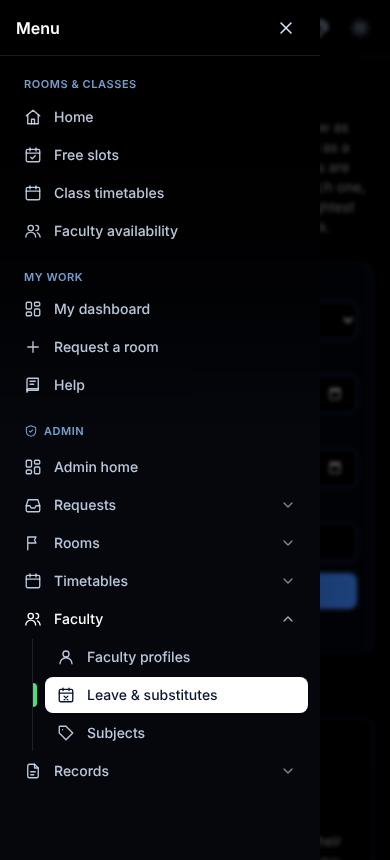 Menu
ROOMS & CLASSES
Home
Free slots
Class timetables
Faculty availability
MY WORK
My dashboard
Request a room
Help
ADMIN
Admin home
Requests
Rooms
Timetables
Faculty
Faculty profiles
Leave & substitutes
Subjects
Records